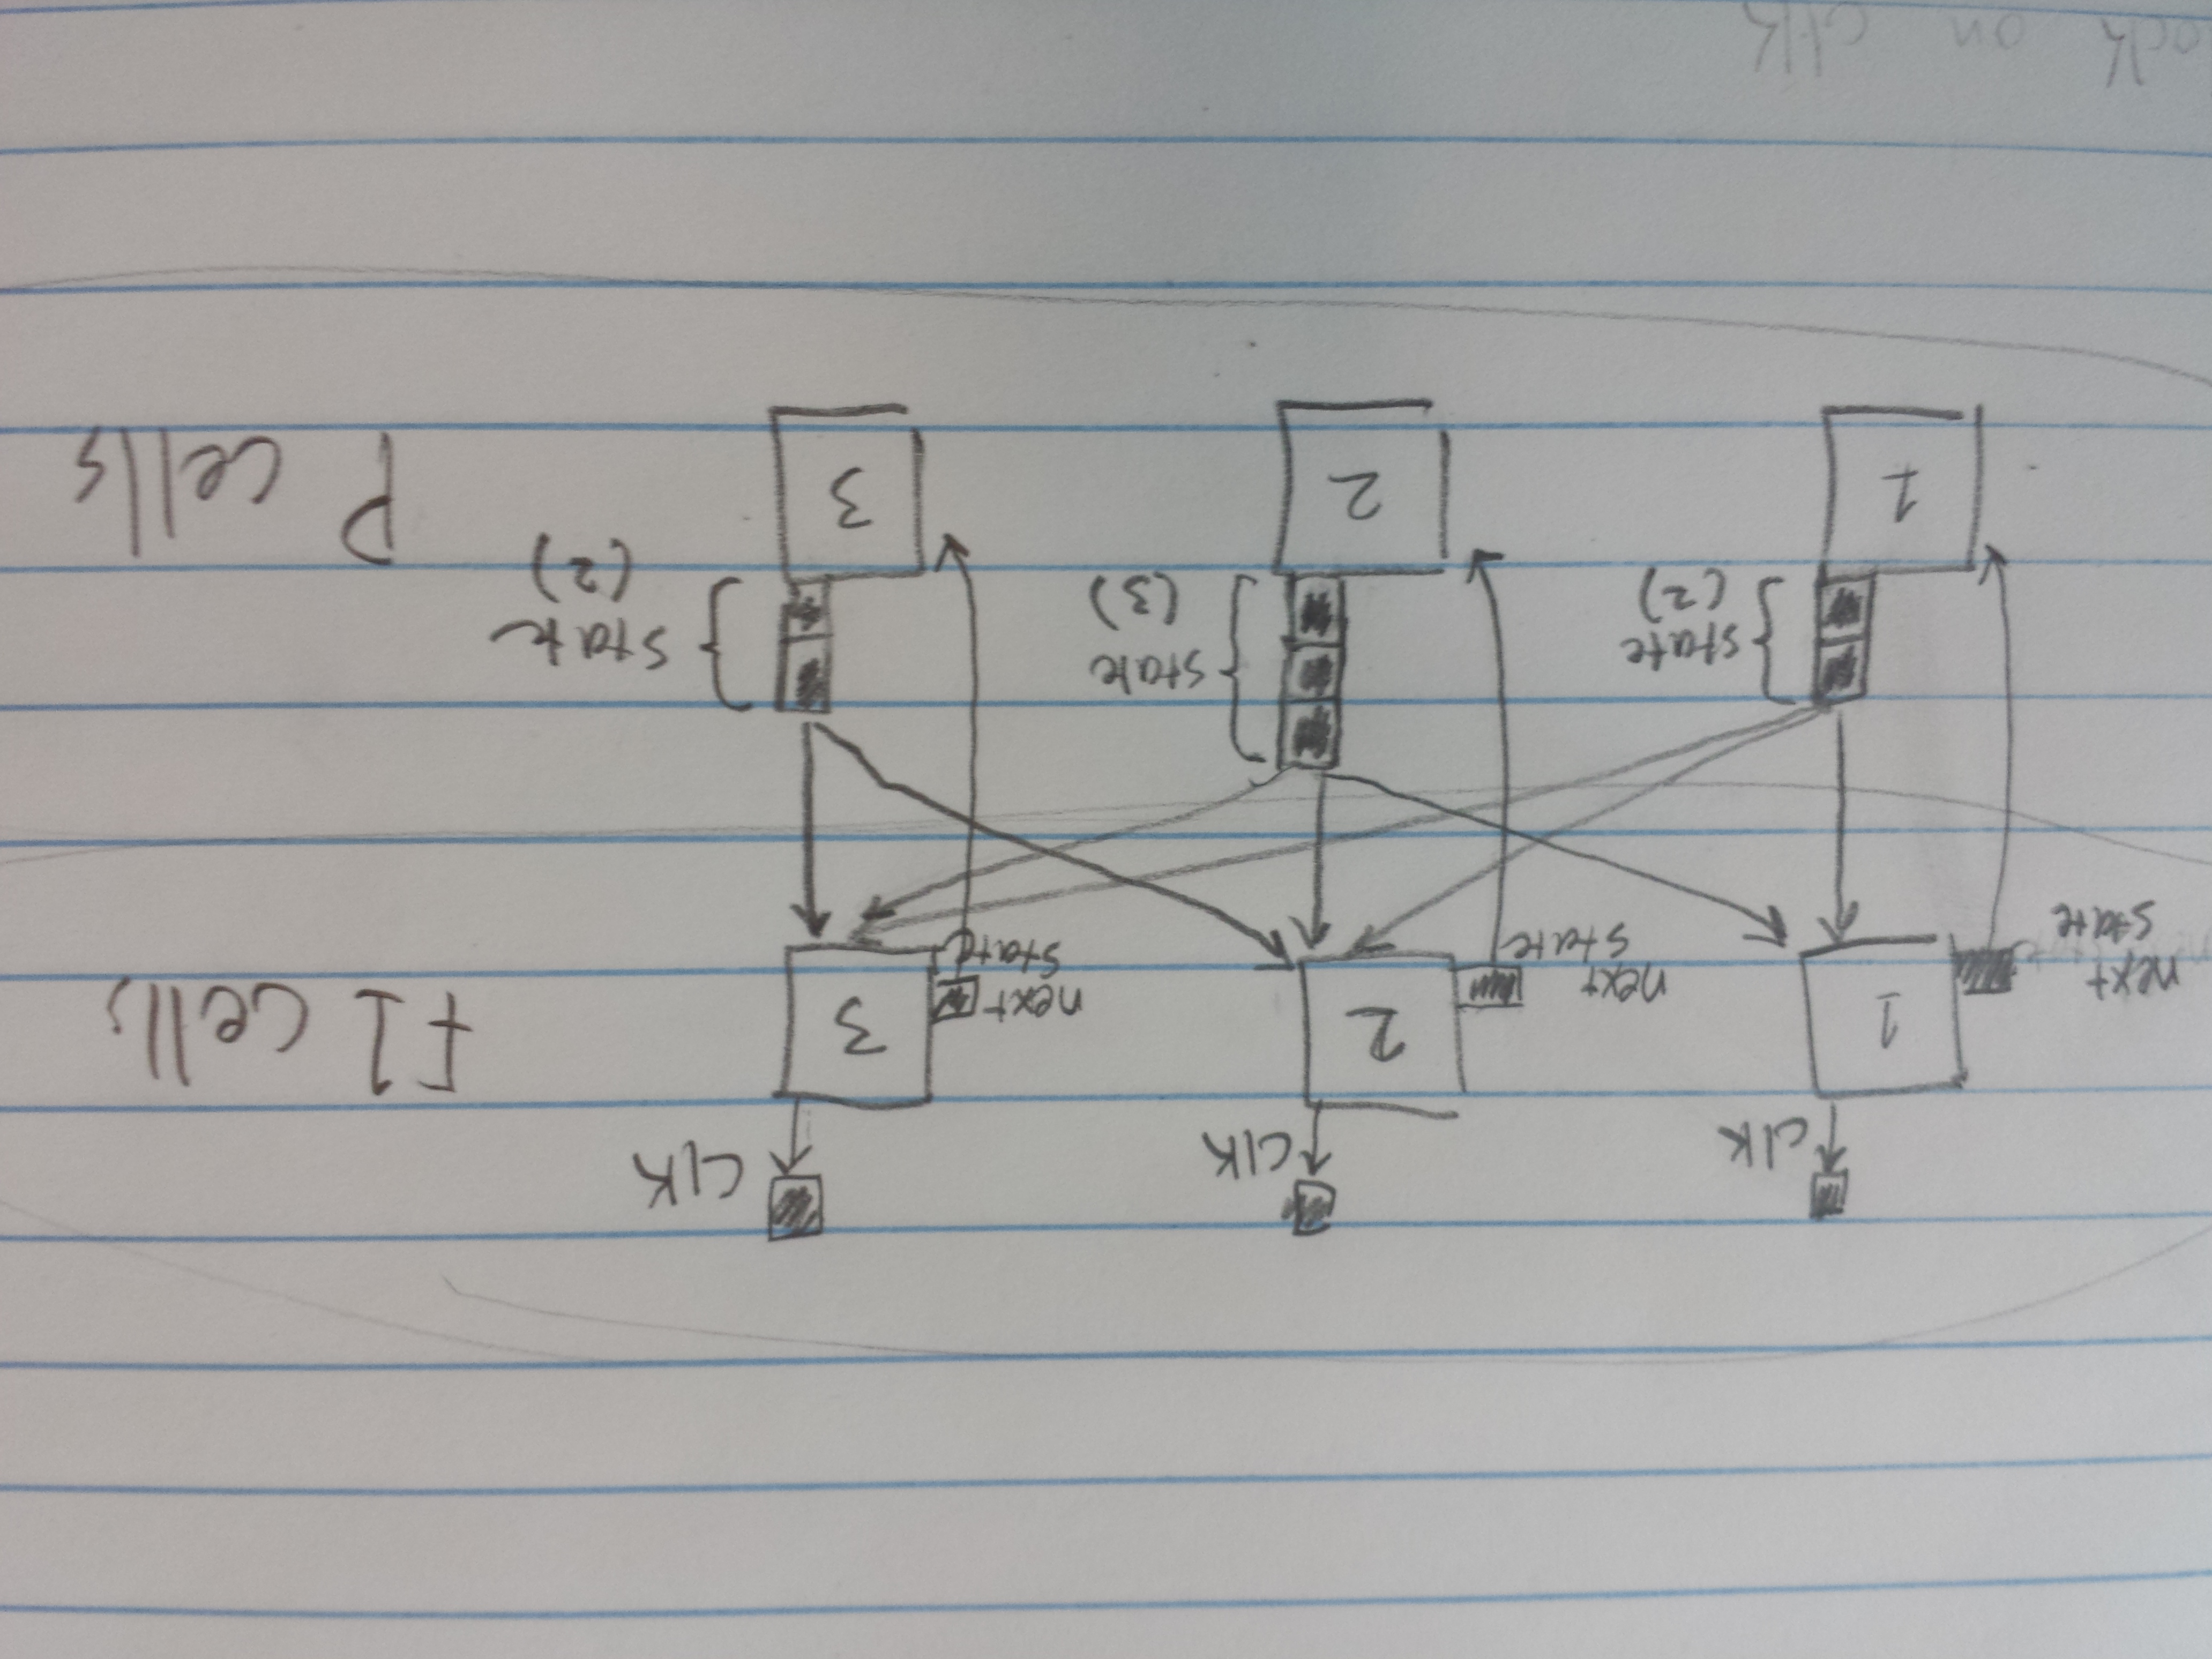 clk
clk
clk
1
2
3
F1 cells
next
state
next
state
next
state
state
(2)
state
(3)
state
(2)
1
2
3
P cells
lock on clk